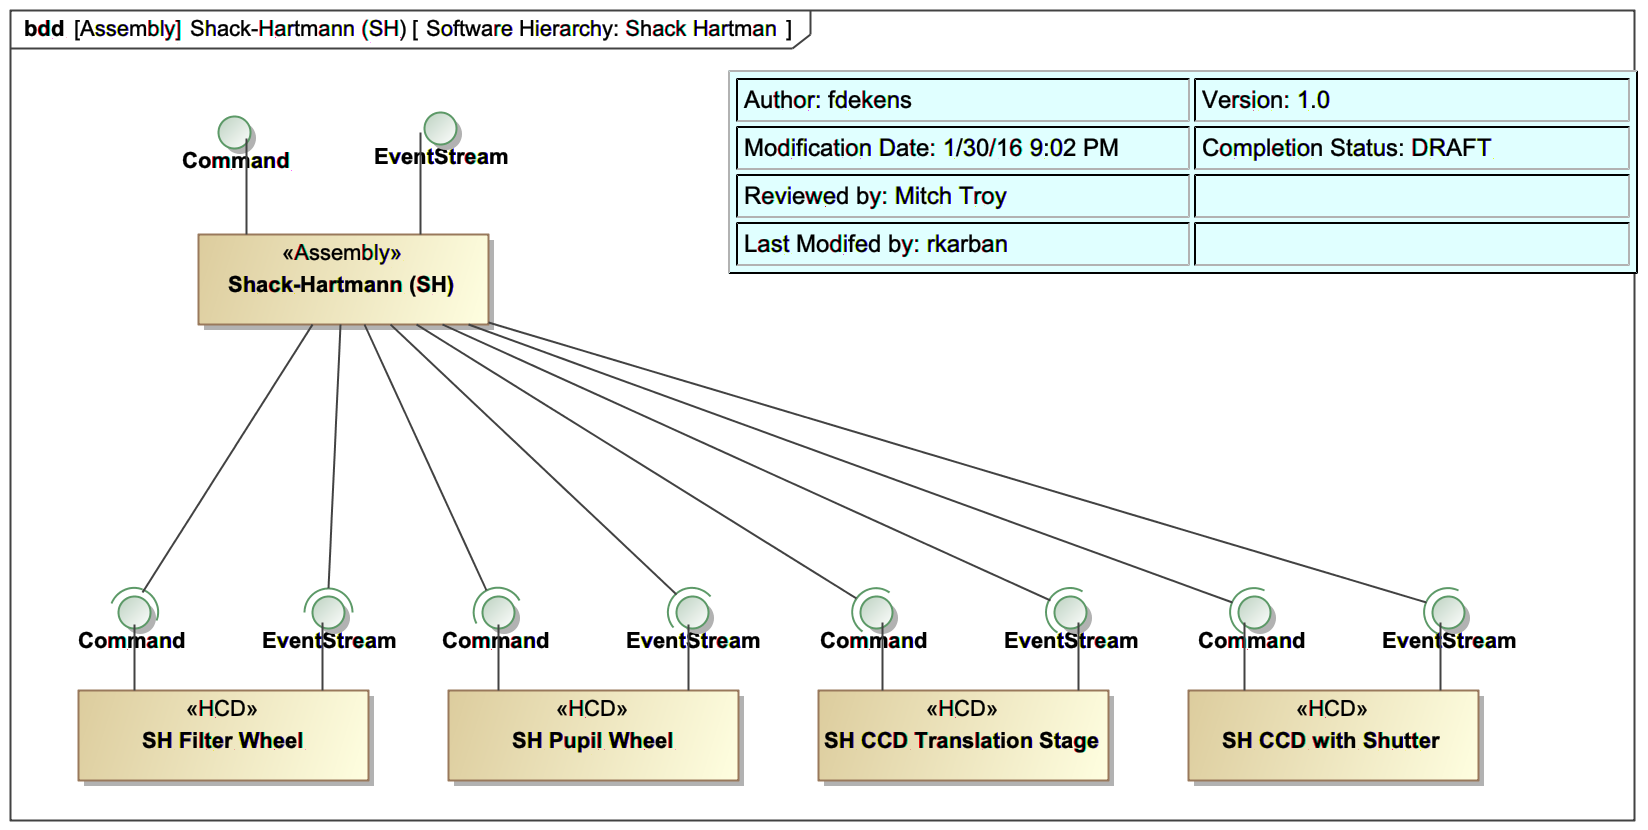 bdd [Assembly] Shack-Hartmann (SH) [ Software Hierarchy: Shack Hartman ]
Author: fdekens
Version: 1.0
Modification Date: 1/30/16 9:02 PM
Completion Status: DRAFT
Reviewed by: Mitch Troy
Last Modifed by: rkarban
Command
EventStream
«Assembly»
Shack-Hartmann (SH)
Command
EventStream
Command
EventStream
Command
EventStream
Command
EventStream
«HCD»
SH Filter Wheel
«HCD»
SH Pupil Wheel
«HCD»
SH CCD Translation Stage
«HCD»
SH CCD with Shutter